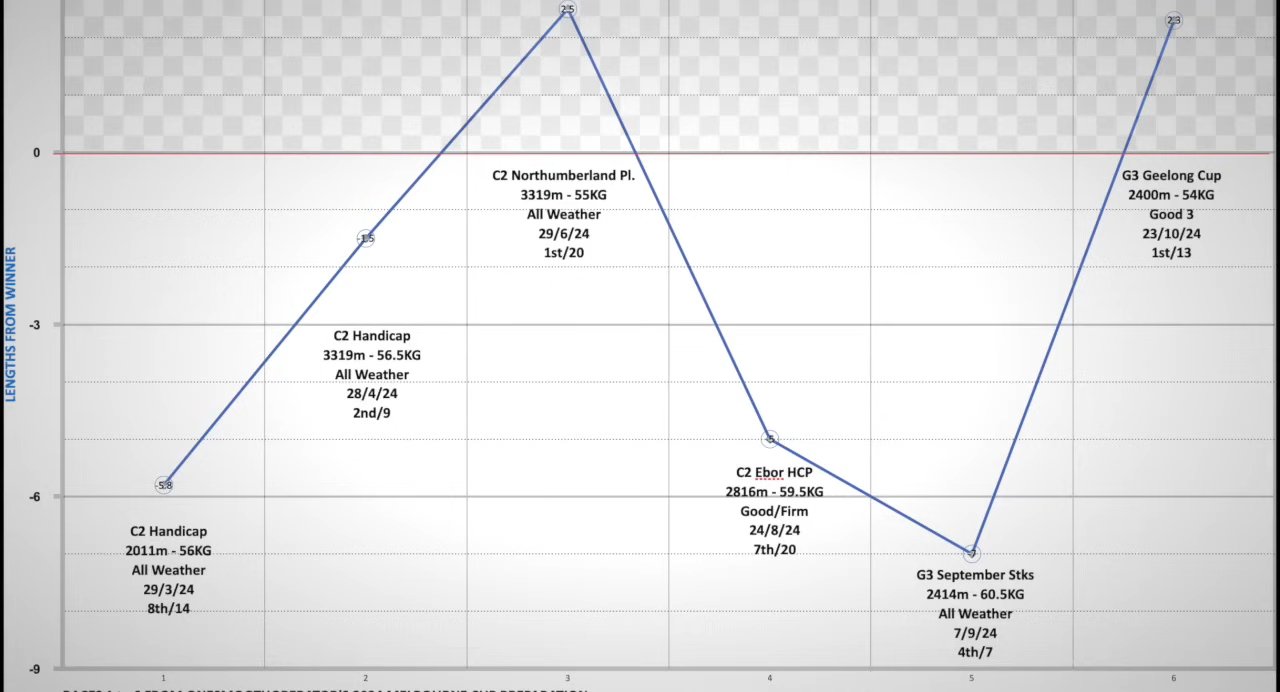 2.5
2.3
0
C2 Northumberland Pl.
3319m - 55KG
All Weather
29/6/24
1st/20
G3 Geelong Cup
2400m - 54KG
Good 3
23/10/24
1st/13
-1.5
LENGTHS FROM WINNER
-3
C2 Handicap
3319m - 56.5KG
All Weather
28/4/24
2nd/9
-5
C2 Ebor HCP
2816m - 59.5KG
Good/Firm
24/8/24
7th/20
-5.8
-6
C2 Handicap
2011m - 56KG
All Weather
29/3/24
8th/14
-7
G3 September Stks
2414m - 60.5KG
All Weather
7/9/24
4th/7
-9
1 2 3 4 5 6